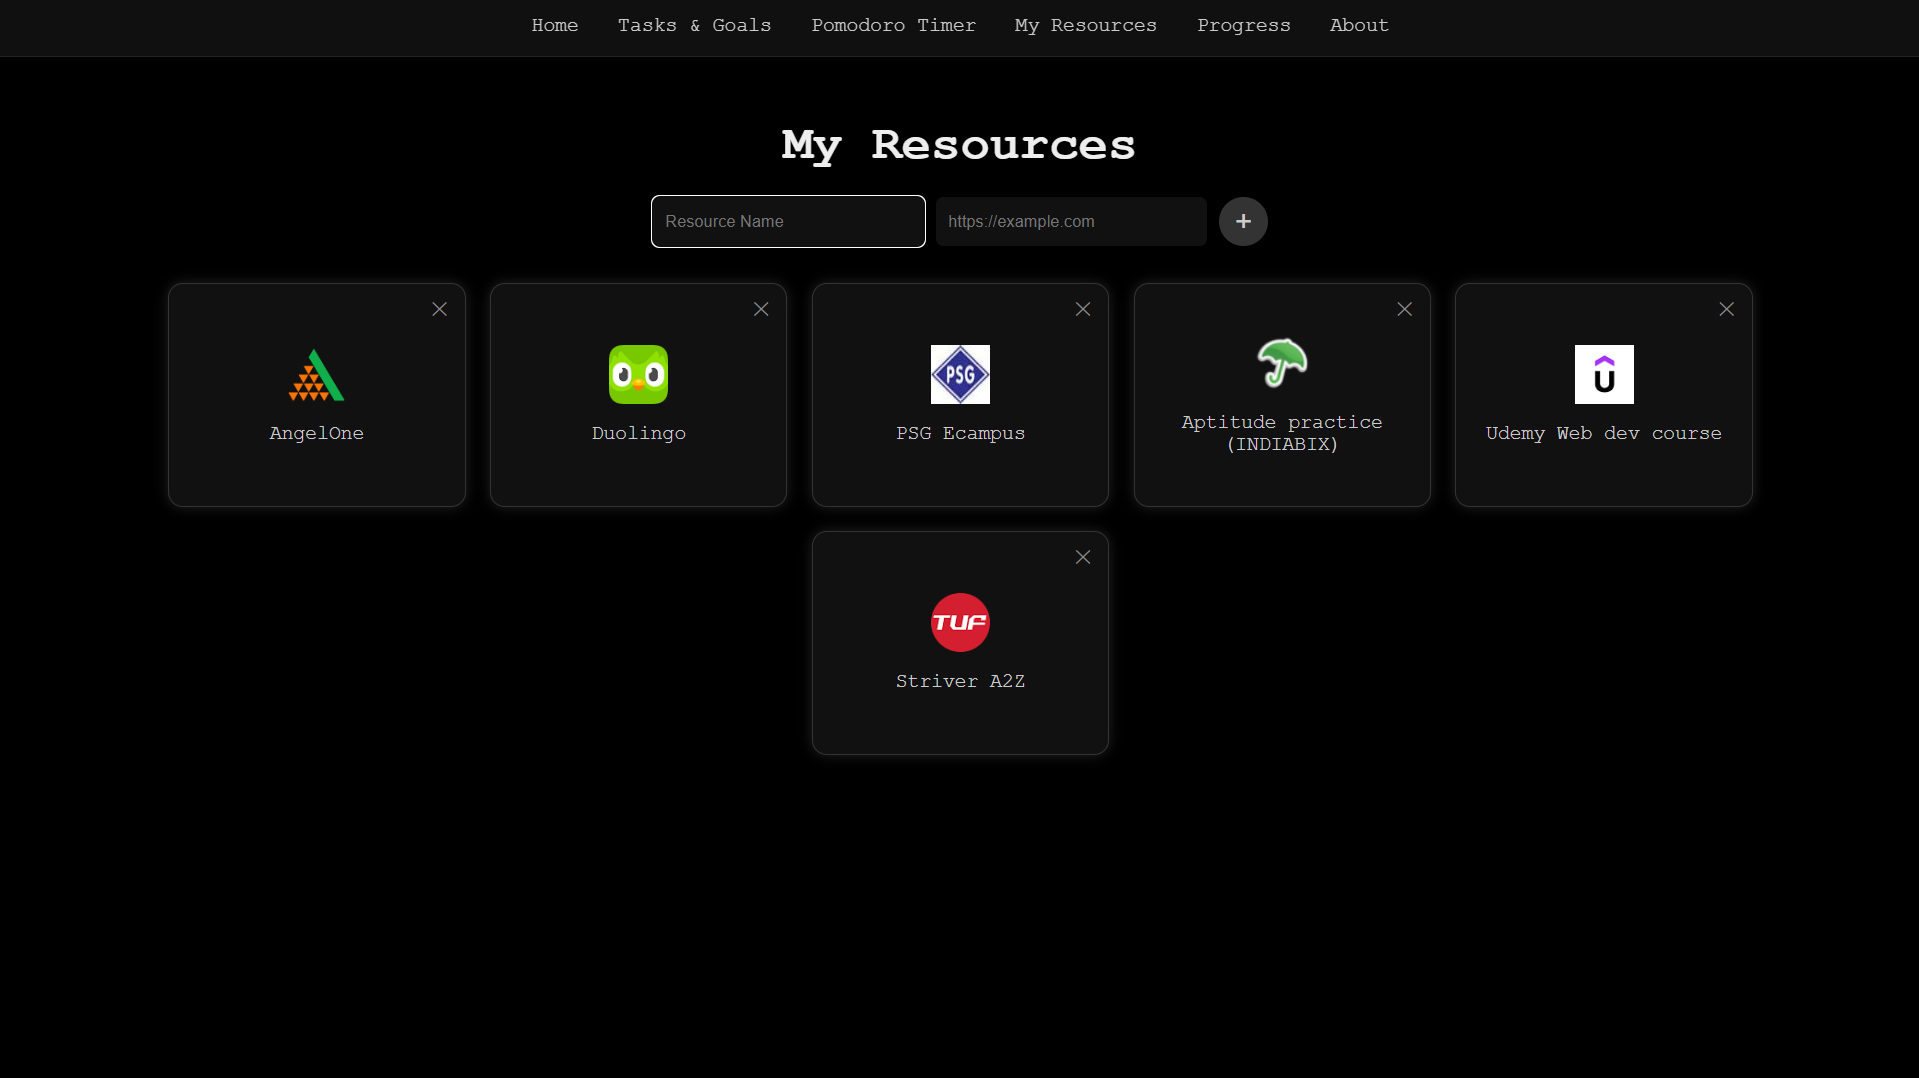 Home Tasks & Goals Pomodoro Timer My Resources Progress About
My Resources
Resource Name https://example.com +
AngelOne
Duolingo
PSG
PSG Ecampus
Aptitude practice
(INDIABIX)
Udemy Web dev course
TUF
Striver A2Z